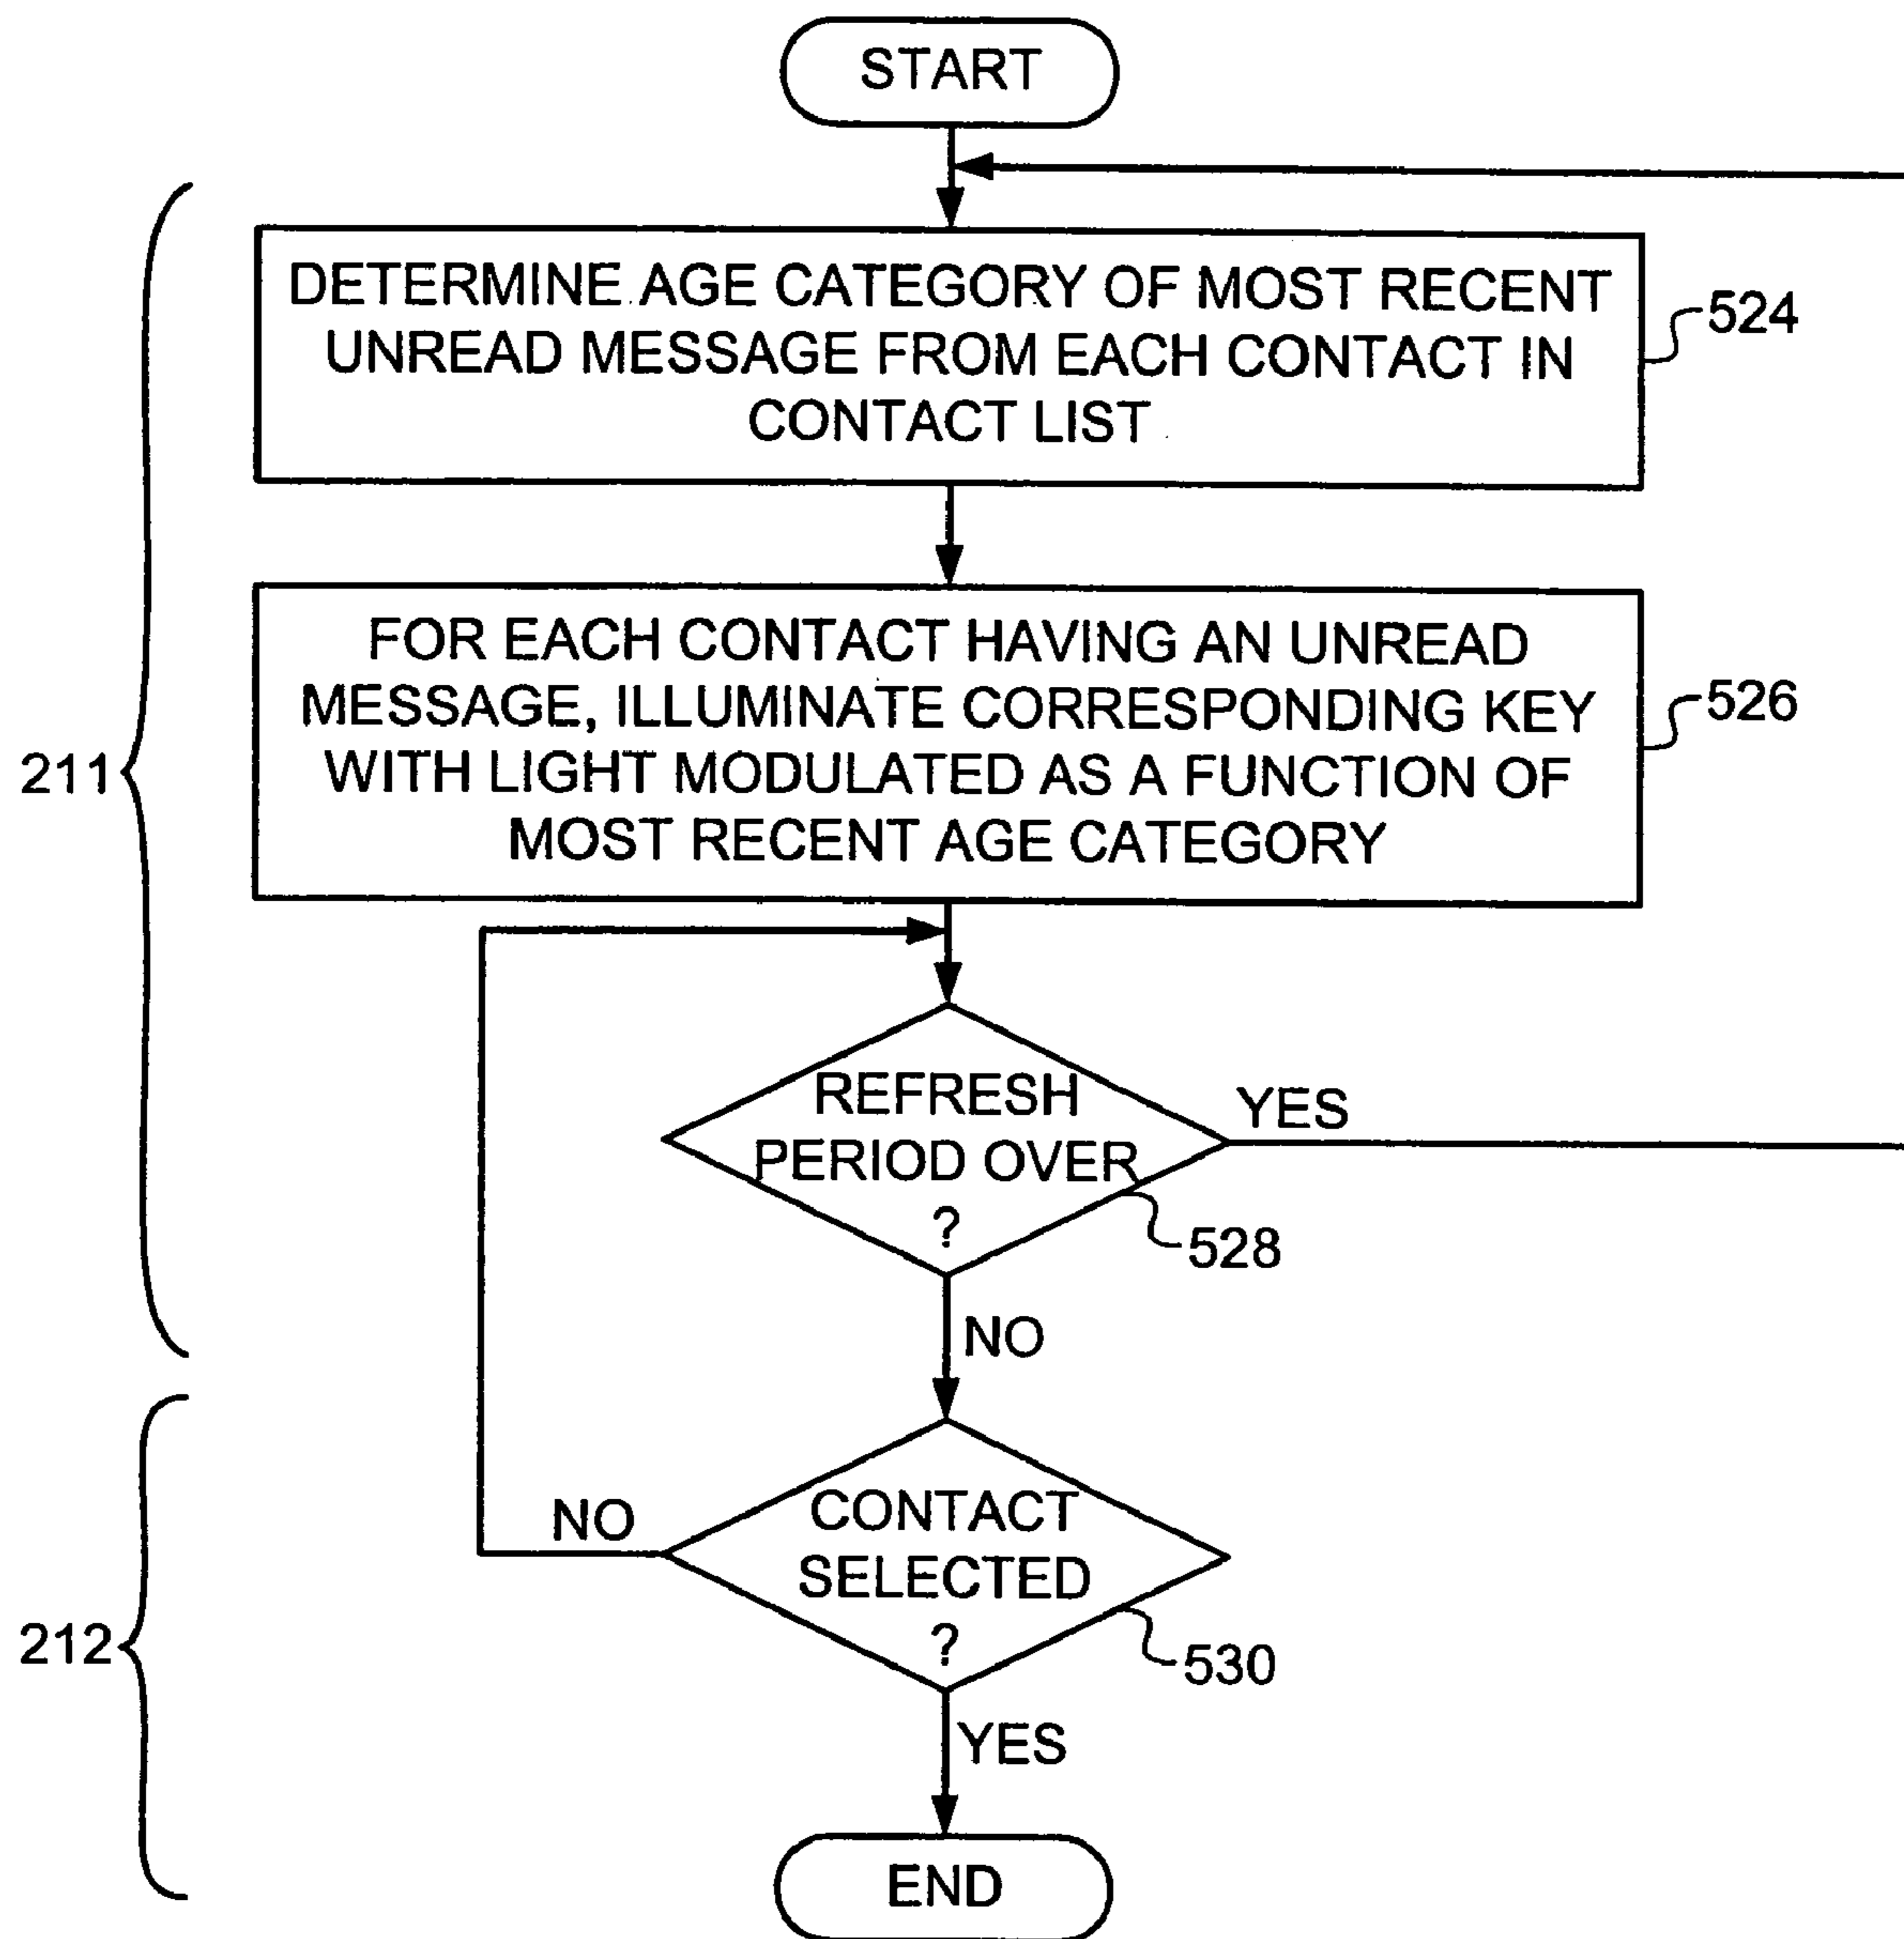 START
DETERMINE AGE CATEGORY OF MOST RECENT
UNREAD MESSAGE FROM EACH CONTACT IN
CONTACT LIST
524
FOR EACH CONTACT HAVING AN UNREAD
MESSAGE, ILLUMINATE CORRESPONDING KEY
WITH LIGHT MODULATED AS A FUNCTION OF
MOST RECENT AGE CATEGORY
526
211
REFRESH
PERIOD OVER
?
YES
528
NO
CONTACT
SELECTED
?
NO
530
212
YES
END